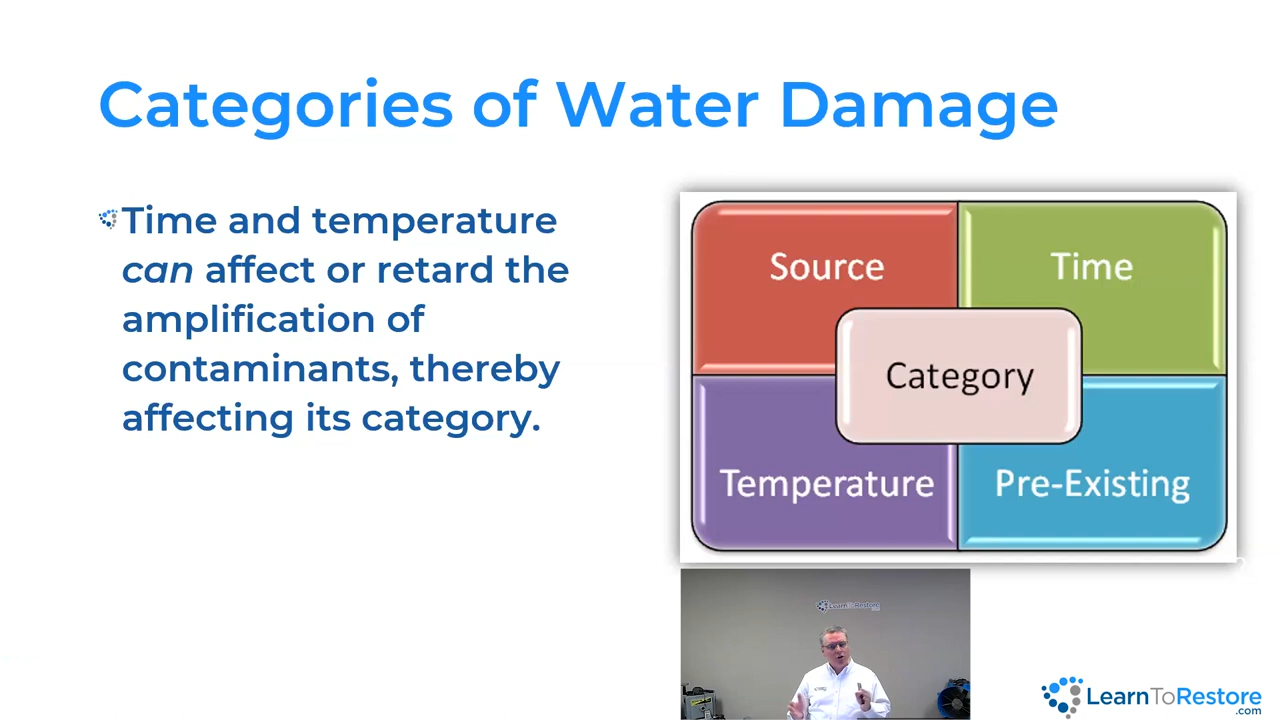 Categories of Water Damage
Time and temperature
can affect or retard the
amplification of
contaminants, thereby
affecting its category.
Source
Time
Category
Temperature
Pre-Existing
LearnToRestore
LearnToRestore
.com